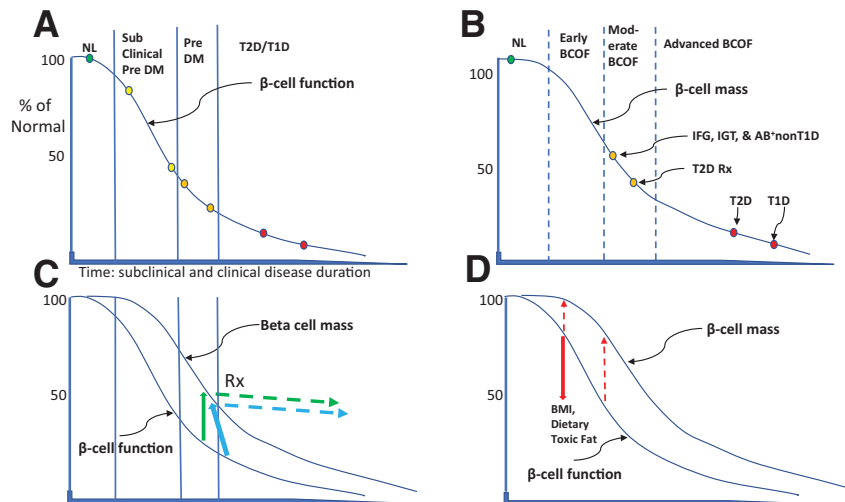 A
NL
Sub
Clinical
Pre DM
Pre
DM
T2D/T1D
100
% of
Normal
50
β-cell function
Time: subclinical and clinical disease duration
B
NL
Early
BCOF
Mod-
erate
BCOF
Advanced BCOF
100
50
β-cell mass
IFG, IGT, & AB⁺nonT1D
T2D Rx
T2D
T1D
C
100
50
Beta cell mass
Rx
β-cell function
D
100
50
β-cell mass
BMI,
Dietary
Toxic Fat
β-cell function